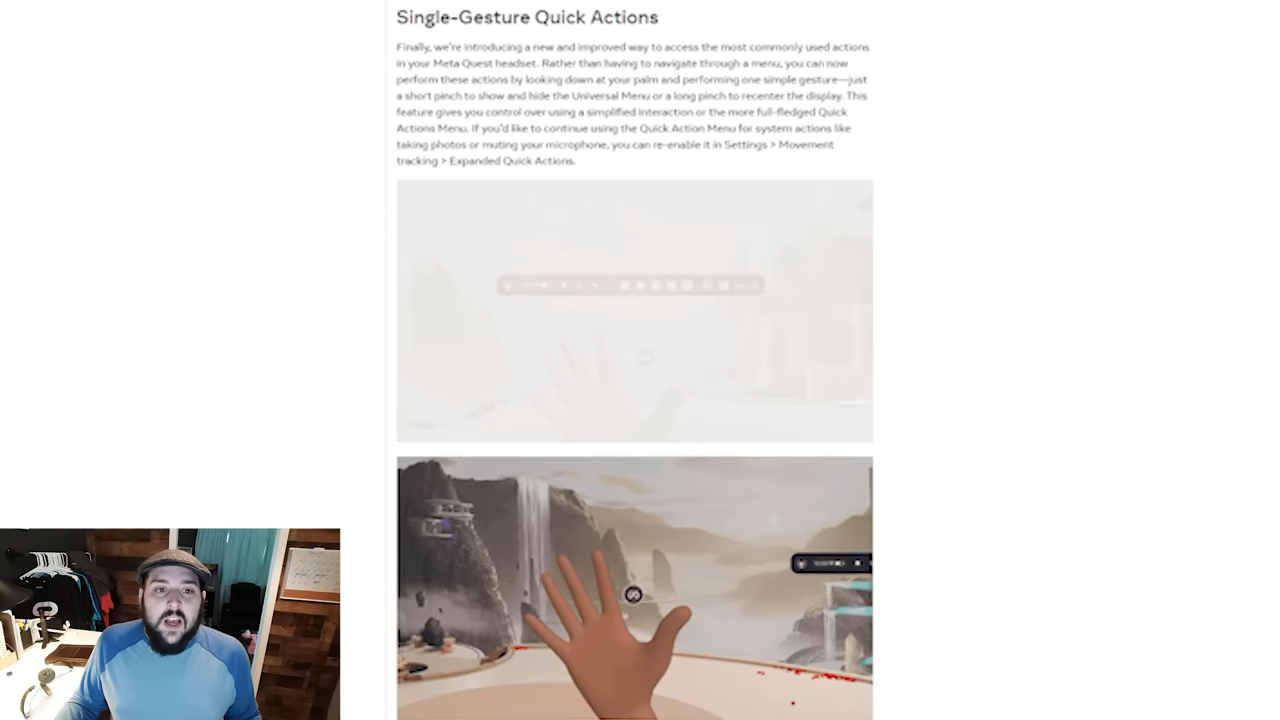 Single-Gesture Quick Actions
Finally, we're introducing a new and improved way to access the most commonly used actions
in your Meta Quest headset. Rather than having to navigate through a menu, you can now
perform these actions by looking down at your palm and performing one simple gesture—just
a short pinch to show and hide the Universal Menu or a long pinch to recenter the display. This
feature gives you control over using a simplified interaction or the more full-fledged Quick
Actions Menu. If you'd like to continue using the Quick Action Menu for system actions like
taking photos or muting your microphone, you can re-enable it in Settings > Movement
tracking > Expanded Quick Actions.